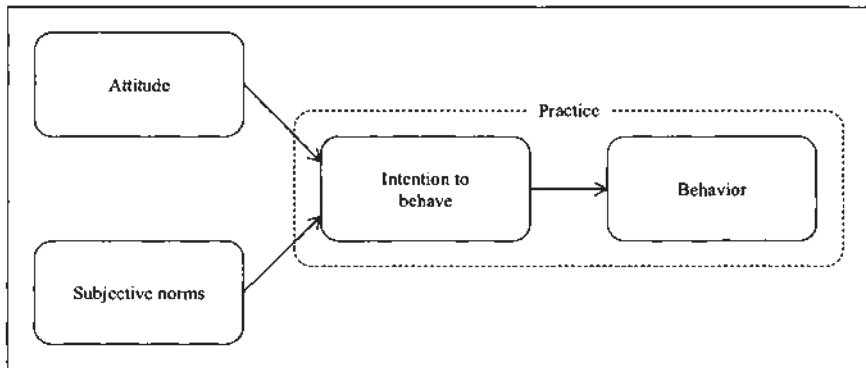 Attitude
Practice
Intention to
behave
Behavior
Subjective norms